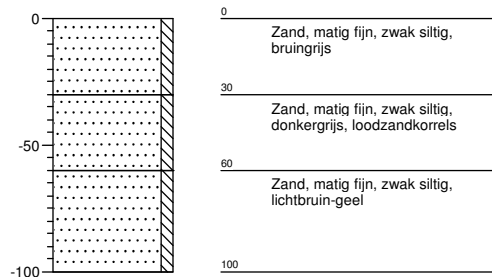 0
-50
-100
0
Zand, matig fijn, zwak siltig,
bruingrijs
30
Zand, matig fijn, zwak siltig,
donkergrijs, loodzandkorrels
60
Zand, matig fijn, zwak siltig,
lichtbruin-geel
100